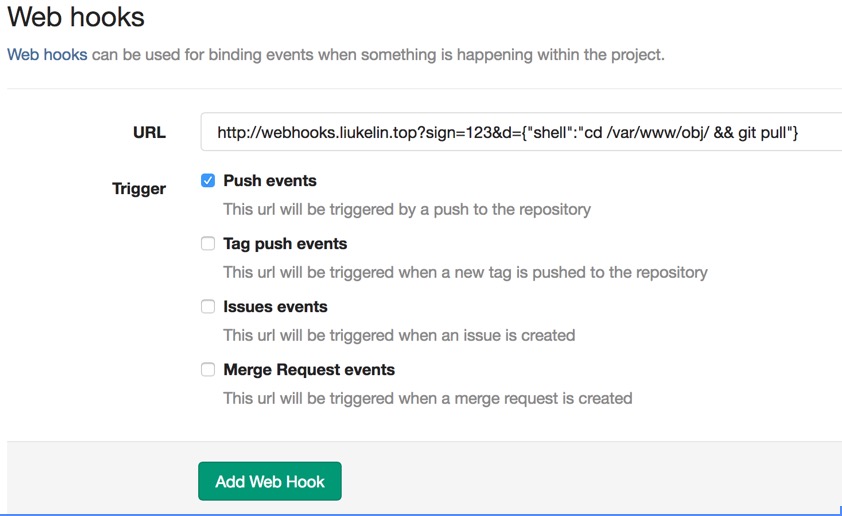 Web hooks
Web hooks can be used for binding events when something is happening within the project.
URL
http://webhooks.liukelin.top?sign=123&d={"shell":"cd /var/www/obj/ && git pull"}
Trigger
Push events
This url will be triggered by a push to the repository
Tag push events
This url will be triggered when a new tag is pushed to the repository
Issues events
This url will be triggered when an issue is created
Merge Request events
This url will be triggered when a merge request is created
Add Web Hook